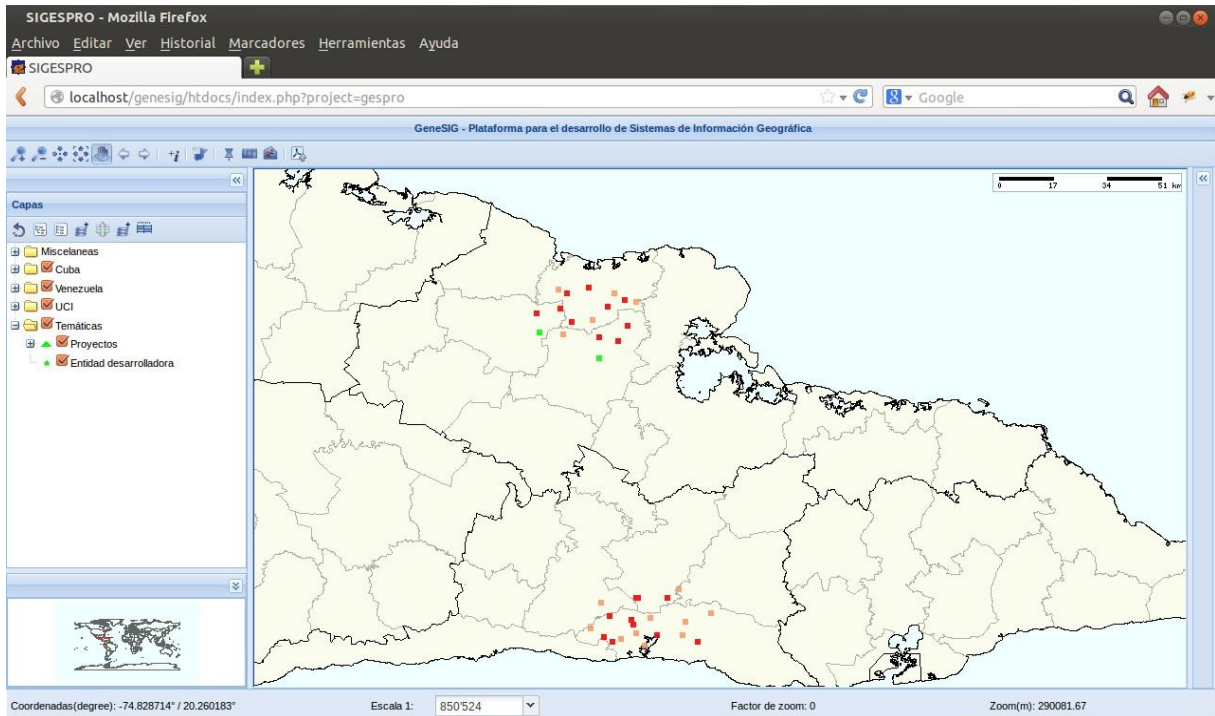 SIGESPRO - Mozilla Firefox
Archivo Editar Ver Historial Marcadores Herramientas Ayuda
SIGESPRO
localhost/genesig/htdocs/index.php?project=gespro
Google
GeneSIG - Plataforma para el desarrollo de Sistemas de Información Geográfica
0 17 34 51 km
Capas
Miscelaneas
Cuba
Venezuela
UCI
Temáticas
Proyectos
Entidad desarrolladora
Coordenadas(degree): -74.828714° / 20.260183° Escala 1: 850'524 Factor de zoom: 0 Zoom(m): 290081.67